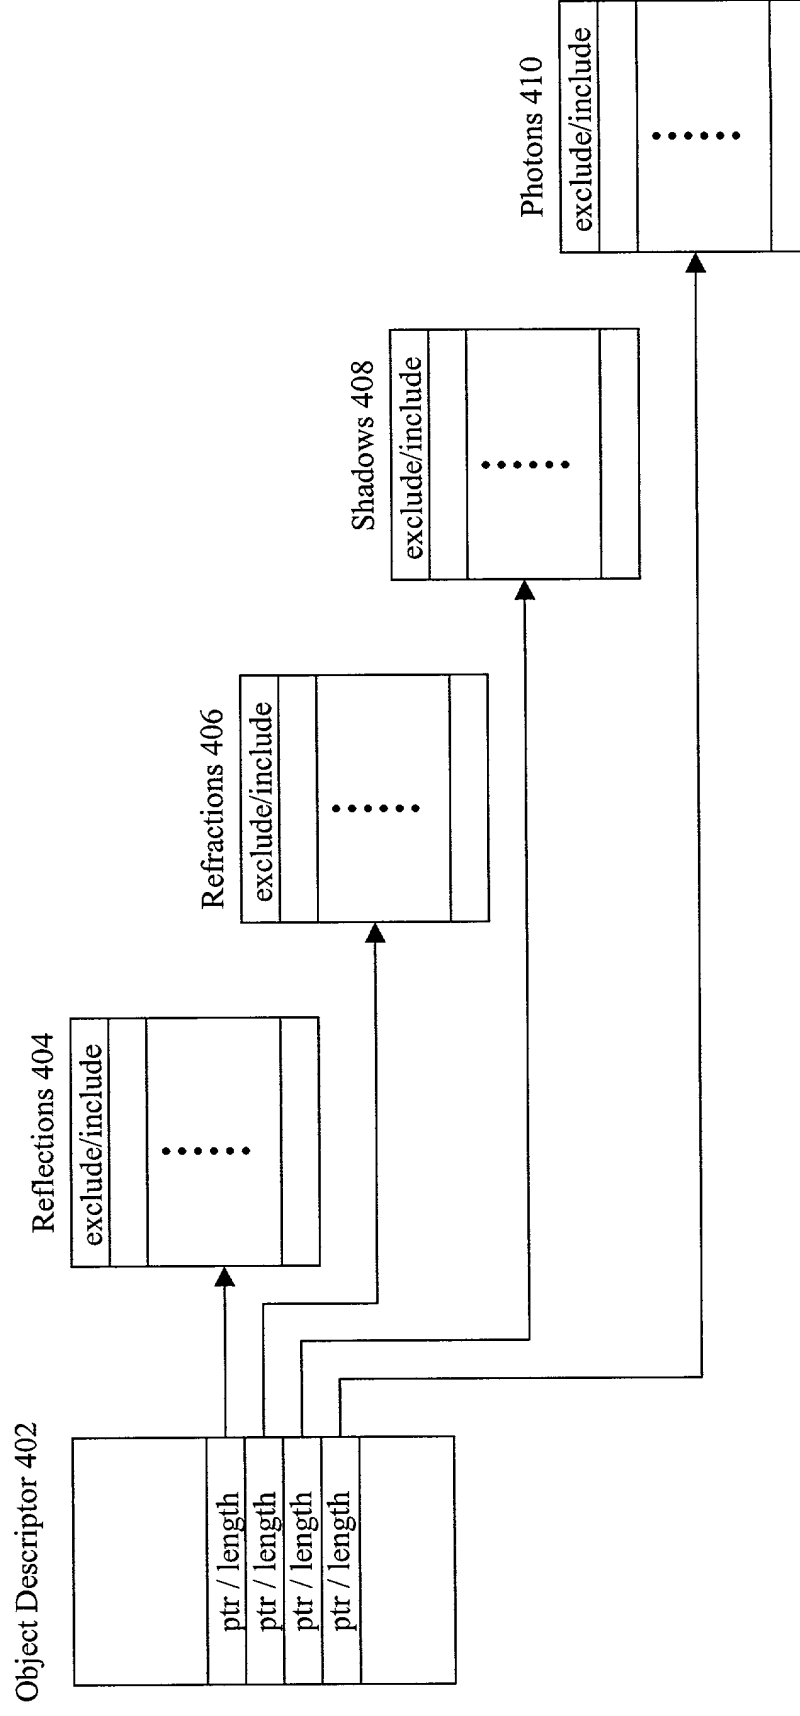 Object Descriptor 402
ptr / length
ptr / length
ptr / length
ptr / length
Reflections 404
exclude/include
Refractions 406
exclude/include
Shadows 408
exclude/include
Photons 410
exclude/include